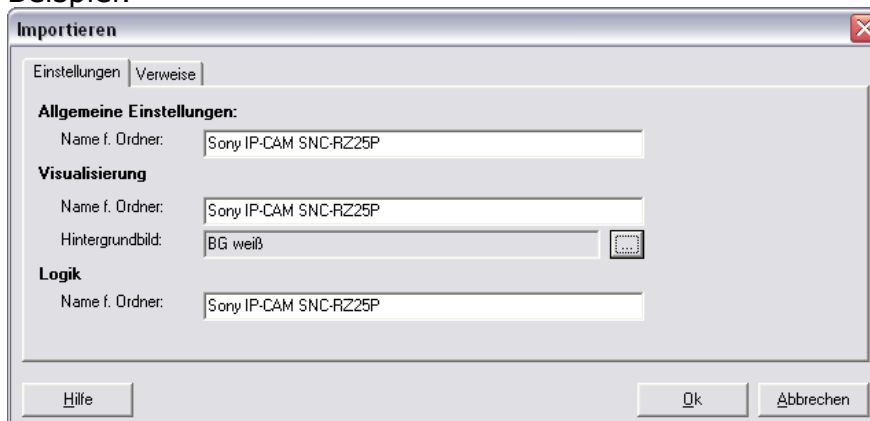 Beispiel:
Importieren
Einstellungen Verweise
Allgemeine Einstellungen:
Name f. Ordner: Sony IP-CAM SNC-RZ25P
Visualisierung
Name f. Ordner: Sony IP-CAM SNC-RZ25P
Hintergrundbild: BG weiß ...
Logik
Name f. Ordner: Sony IP-CAM SNC-RZ25P
Hilfe Ok Abbrechen